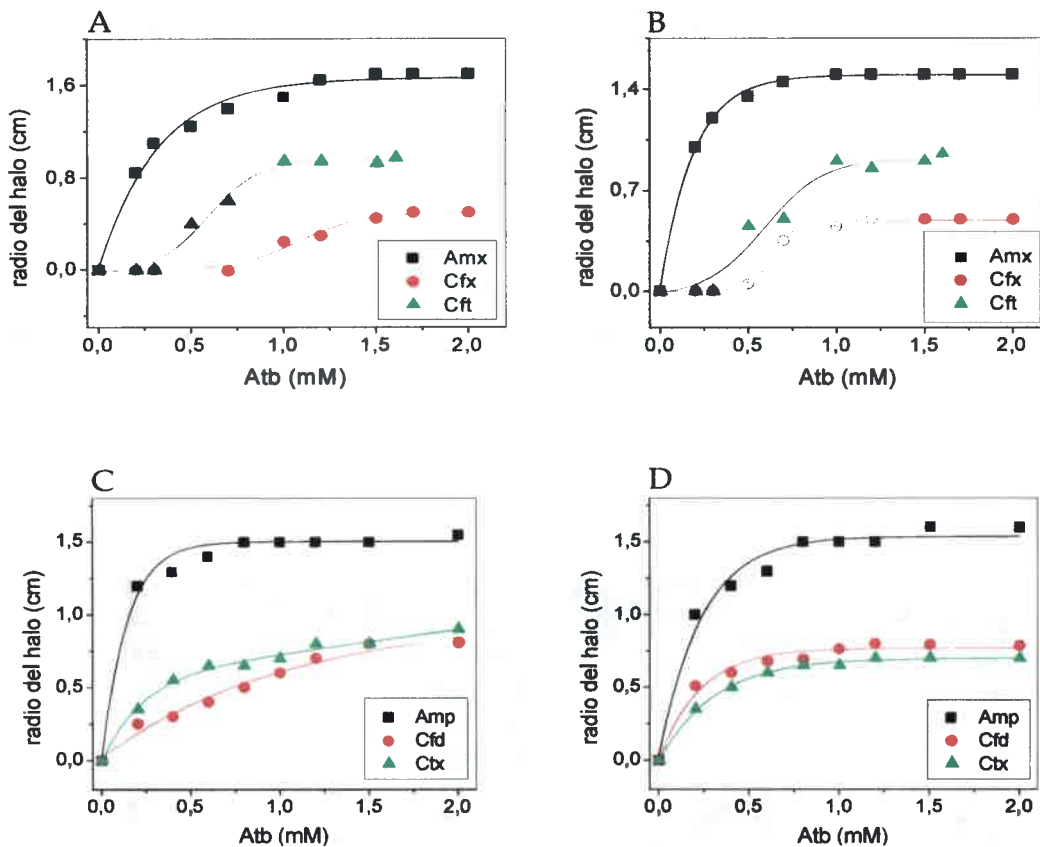 A
radio del halo (cm)
1,6
0,8
0,0
Amx
Cfx
Cft
0,0 0,5 1,0 1,5 2,0
Atb (mM)
B
radio del halo (cm)
1,4
0,7
0,0
Amx
Cfx
Cft
0,0 0,5 1,0 1,5 2,0
Atb (mM)
C
radio del halo (cm)
1,5
1,0
0,5
0,0
Amp
Cfd
Ctx
0,0 0,5 1,0 1,5 2,0
Atb (mM)
D
radio del halo (cm)
1,5
1,0
0,5
0,0
Amp
Cfd
Ctx
0,0 0,5 1,0 1,5 2,0
Atb (mM)